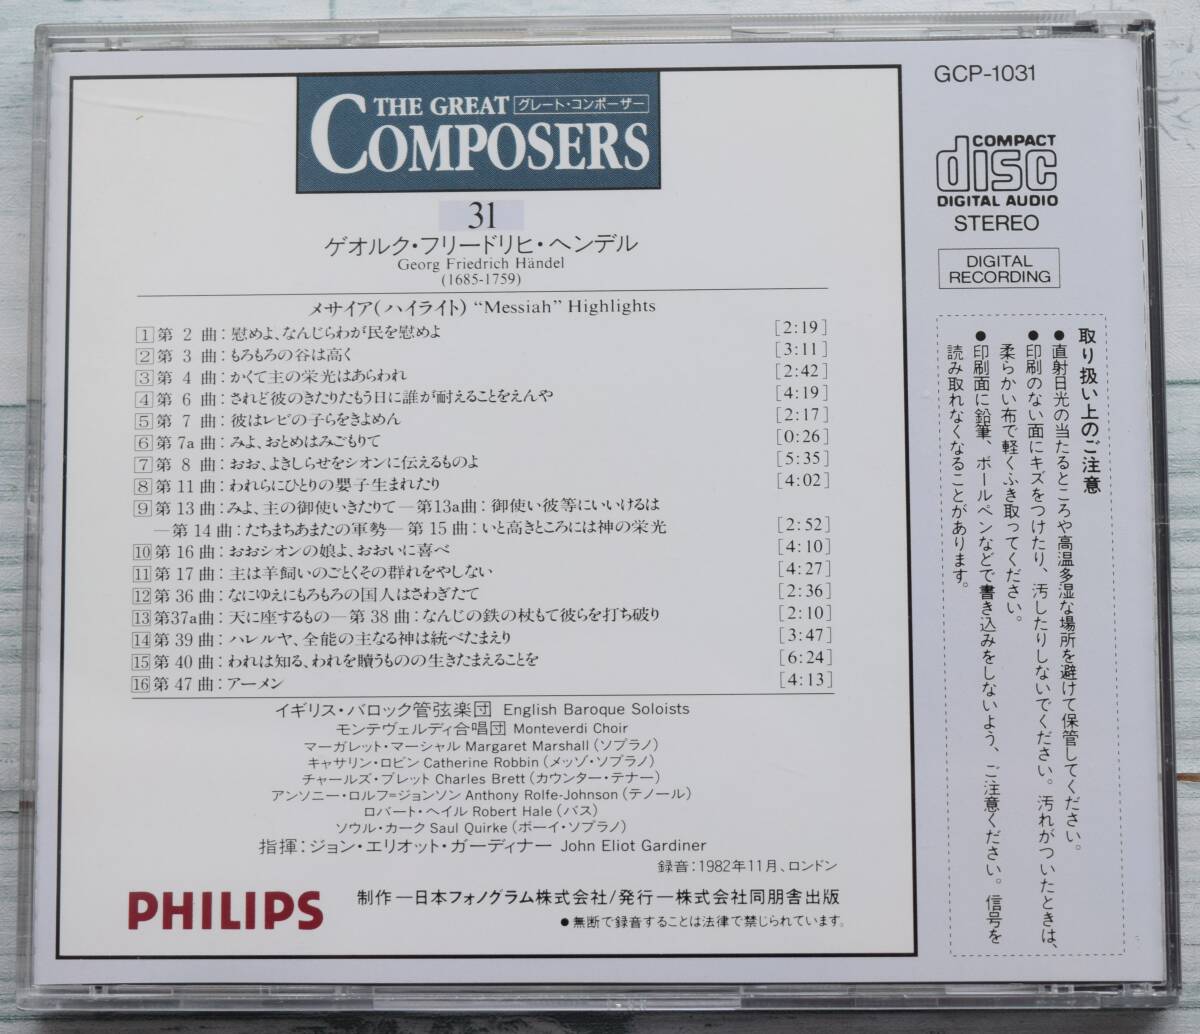 THE GREAT グレート・コンポーザー
COMPOSERS
31
ゲオルク・フリードリヒ・ヘンデル
Georg Friedrich Händel
(1685-1759)
メサイア(ハイライト) “Messiah” Highlights
1 第 2 曲：慰めよ、なんじらわが民を慰めよ [2:19]
2 第 3 曲：もろもろの谷は高く [3:11]
3 第 4 曲：かくて主の栄光はあらわれ [2:42]
4 第 6 曲：されど彼のきたりたもう日に誰が耐えることをえんや [4:19]
5 第 7 曲：彼はレビの子らをきよめん [2:17]
6 第 7a 曲：みよ、おとめはみごもりて [0:26]
7 第 8 曲：おお、よきしらせをシオンに伝えるものよ [5:35]
8 第 11 曲：われらにひとりの嬰子生まれたり [4:02]
9 第 13 曲：みよ、主の御使いきたりて―第13a曲：御使い彼等にいいけるは
―第 14 曲：たちまちあまたの軍勢―第 15 曲：いと高きところには神の栄光 [2:52]
10 第 16 曲：おおシオンの娘よ、おおいに喜べ [4:10]
11 第 17 曲：主は羊飼いのごとくその群れをやしない [4:27]
12 第 36 曲：なにゆえにもろもろの国人はさわぎたて [2:36]
13 第37a曲：天に座するもの―第 38 曲：なんじの鉄の杖もて彼らを打ち破り [2:10]
14 第 39 曲：ハレルヤ、全能の主なる神は統べたまえり [3:47]
15 第 40 曲：われは知る、われを贖うものの生きたまえることを [6:24]
16 第 47 曲：アーメン [4:13]
イギリス・バロック管弦楽団 English Baroque Soloists
モンテヴェルディ合唱団 Monteverdi Choir
マーガレット・マーシャル Margaret Marshall (ソプラノ)
キャサリン・ロビン Catherine Robbin (メッゾ・ソプラノ)
チャールズ・ブレット Charles Brett (カウンター・テナー)
アンソニー・ロルフ=ジョンソン Anthony Rolfe-Johnson (テノール)
ロバート・ヘイル Robert Hale (バス)
ソウル・カーク Saul Quirke (ボーイ・ソプラノ)
指揮：ジョン・エリオット・ガーディナー John Eliot Gardiner
録音：1982年11月、ロンドン
PHILIPS
制作―日本フォノグラム株式会社/発行―株式会社同朋舎出版
●無断で録音することは法律で禁じられています。
GCP-1031
COMPACT
disc
DIGITAL AUDIO
STEREO
DIGITAL
RECORDING
取り扱い上のご注意
●直射日光の当たるところや高温多湿な場所を避けて保管してください。
●印刷のない面にキズをつけたり、汚したりしないでください。汚れがついたときは、
柔らかい布で軽くふき取ってください。
●印刷面に鉛筆、ボールペンなどで書き込みをしないよう、ご注意ください。信号を
読み取れなくなることがあります。